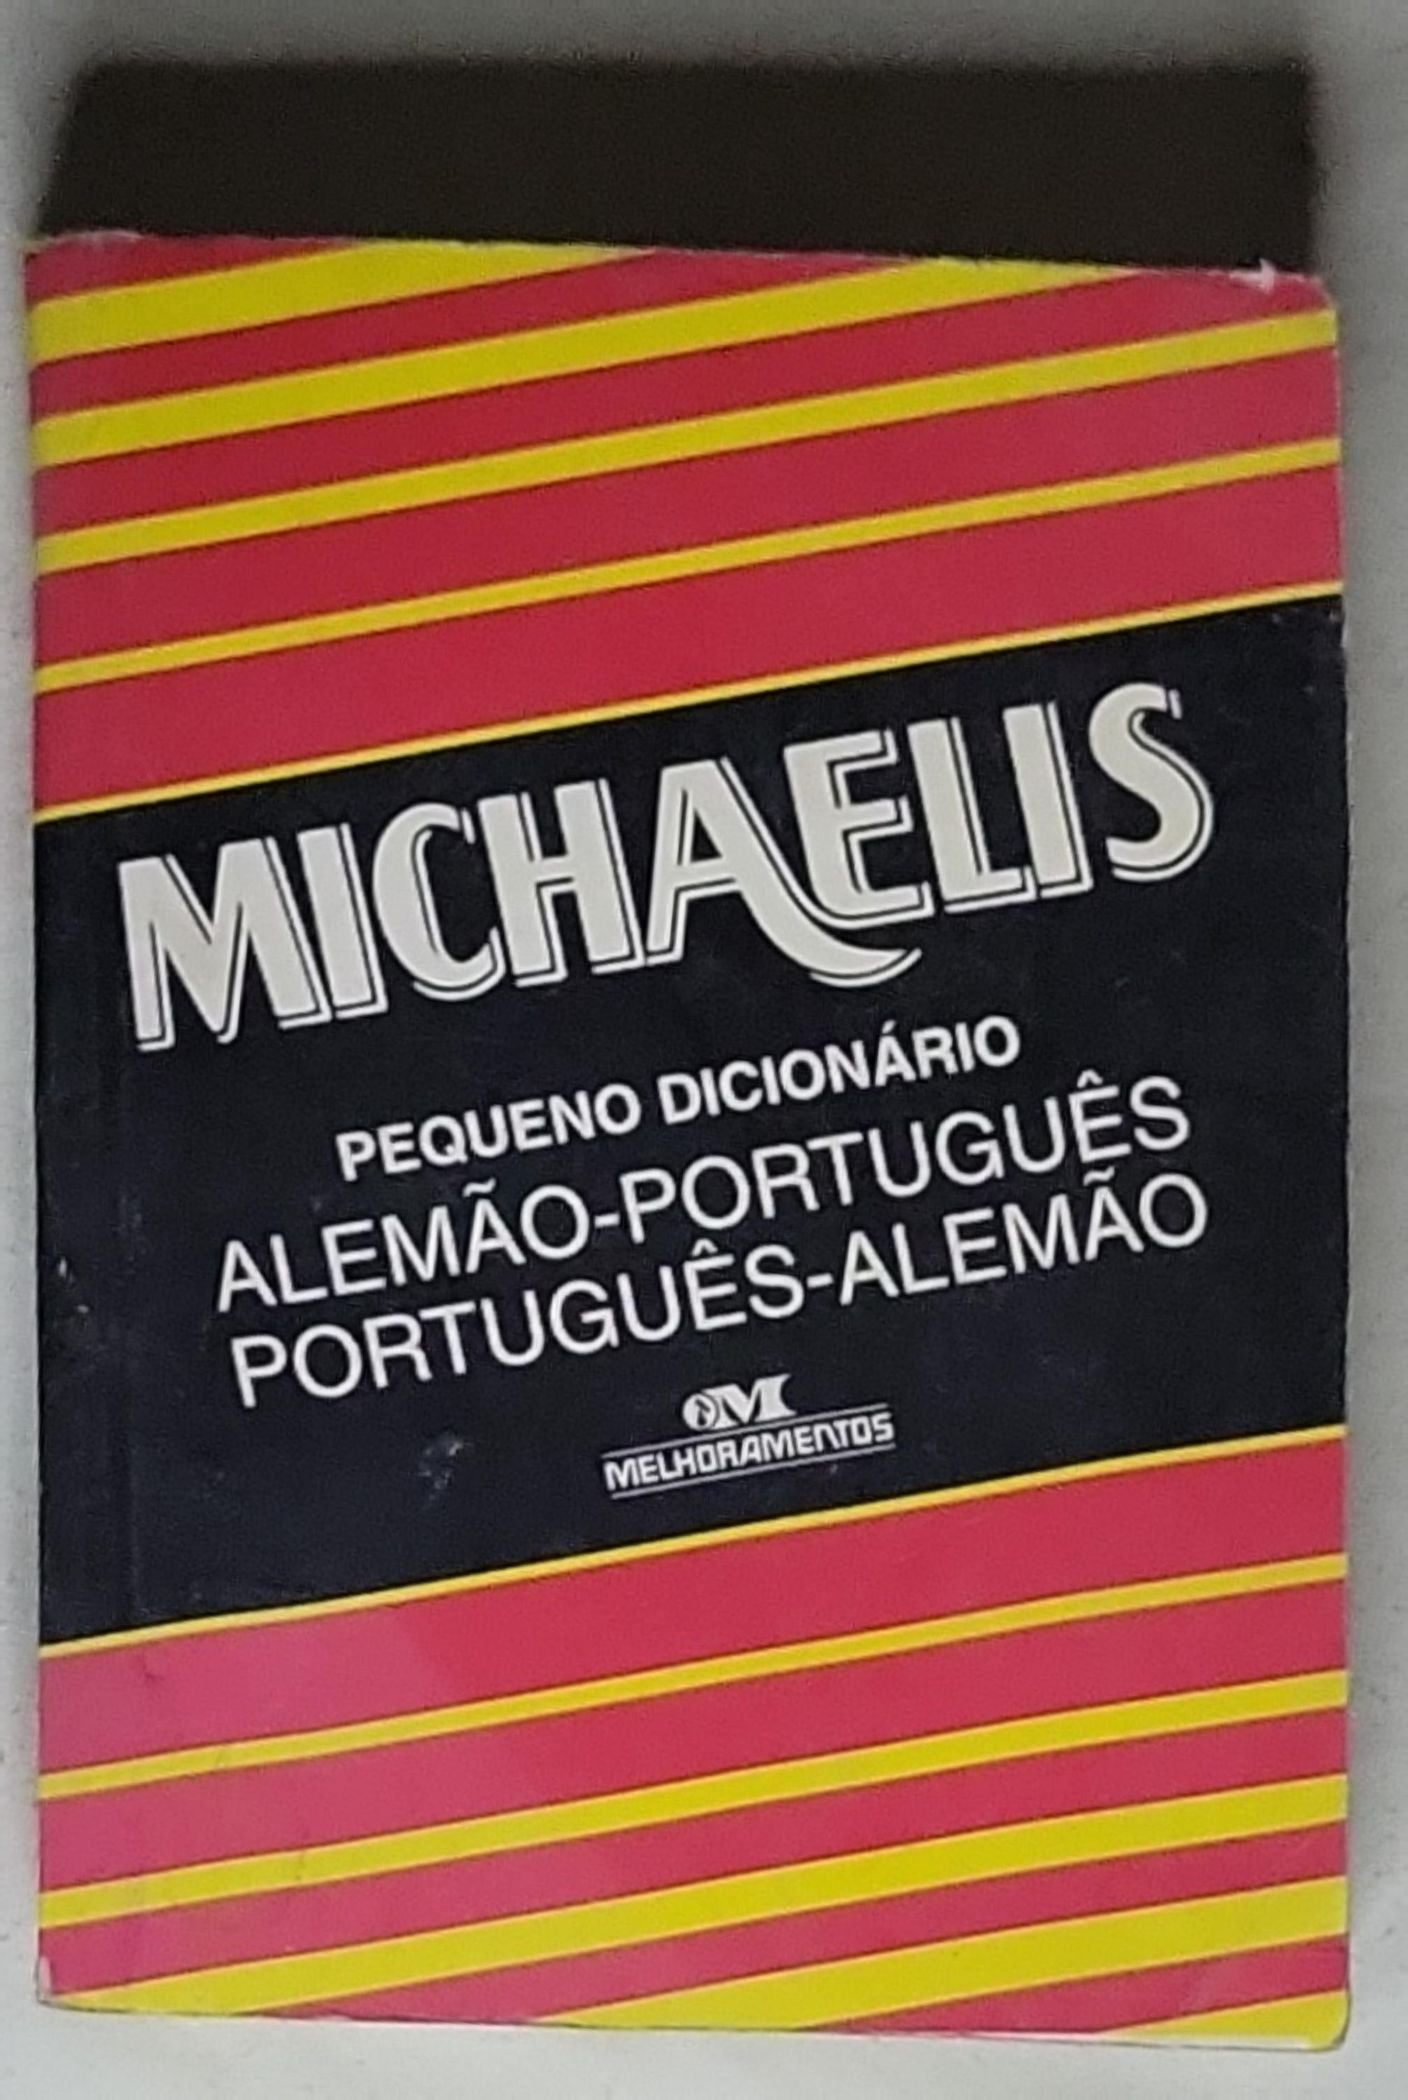 MICHAELIS
PEQUENO DICIONÁRIO
ALEMÃO-PORTUGUÊS
PORTUGUÊS-ALEMÃO
M
MELHORAMENTOS